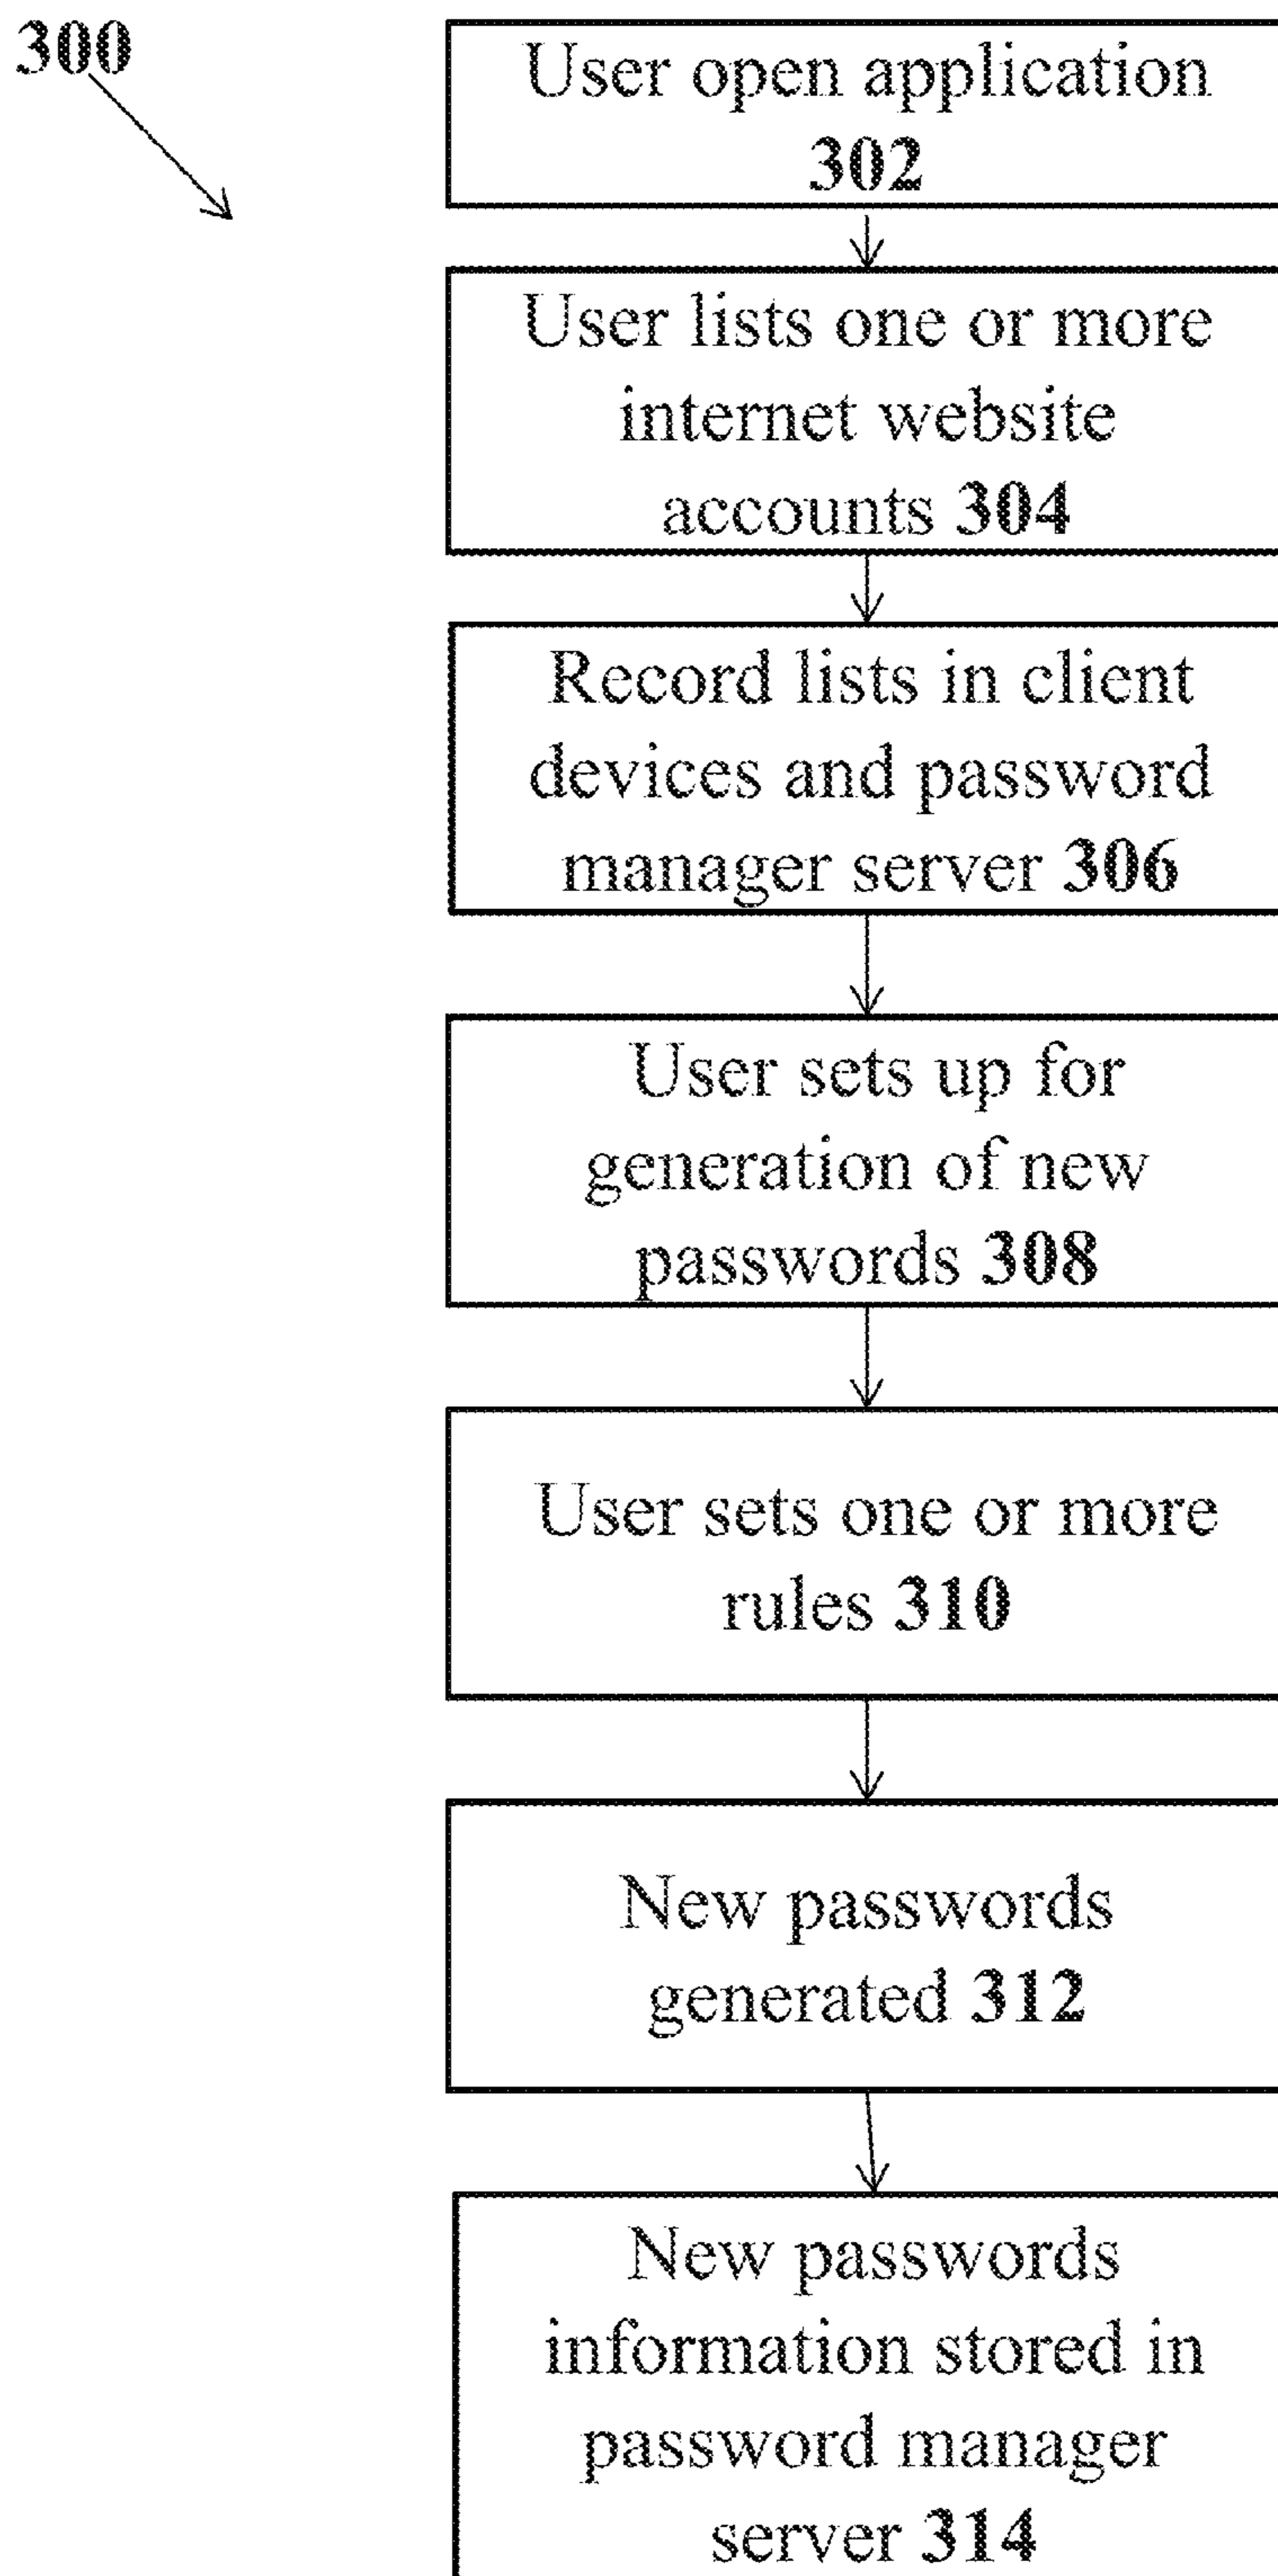 300
User open application
302
User lists one or more
internet website
accounts 304
Record lists in client
devices and password
manager server 306
User sets up for
generation of new
passwords 308
User sets one or more
rules 310
New passwords
generated 312
New passwords
information stored in
password manager
server 314